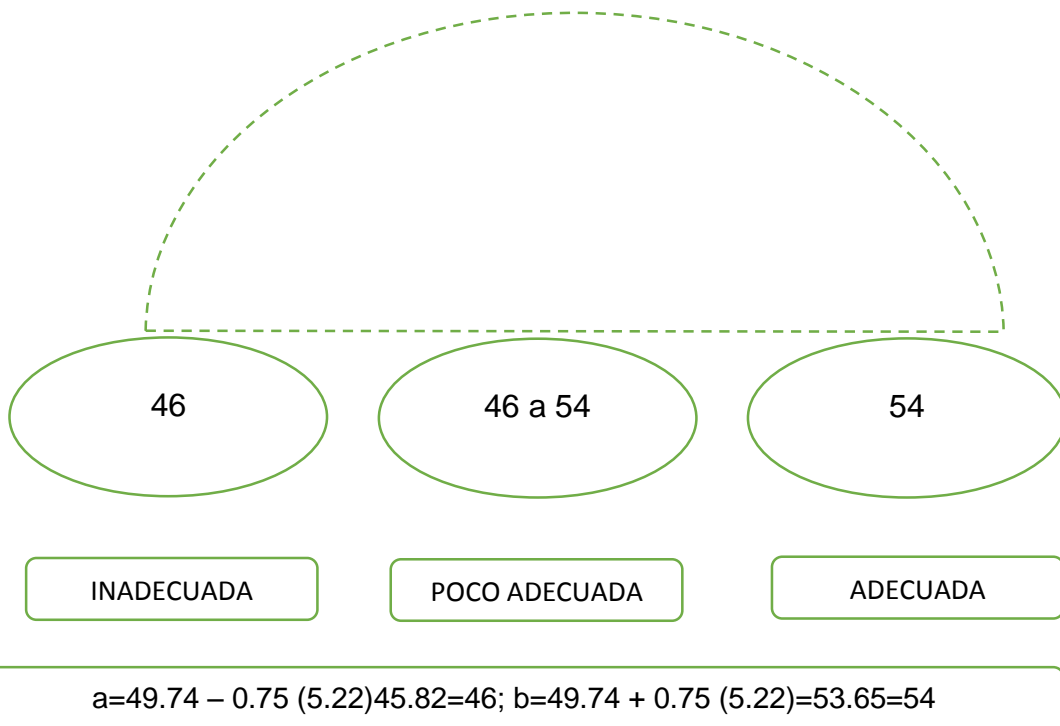 46
46 a 54
54
INADECUADA
POCO ADECUADA
ADECUADA
a=49.74 – 0.75 (5.22)45.82=46; b=49.74 + 0.75 (5.22)=53.65=54